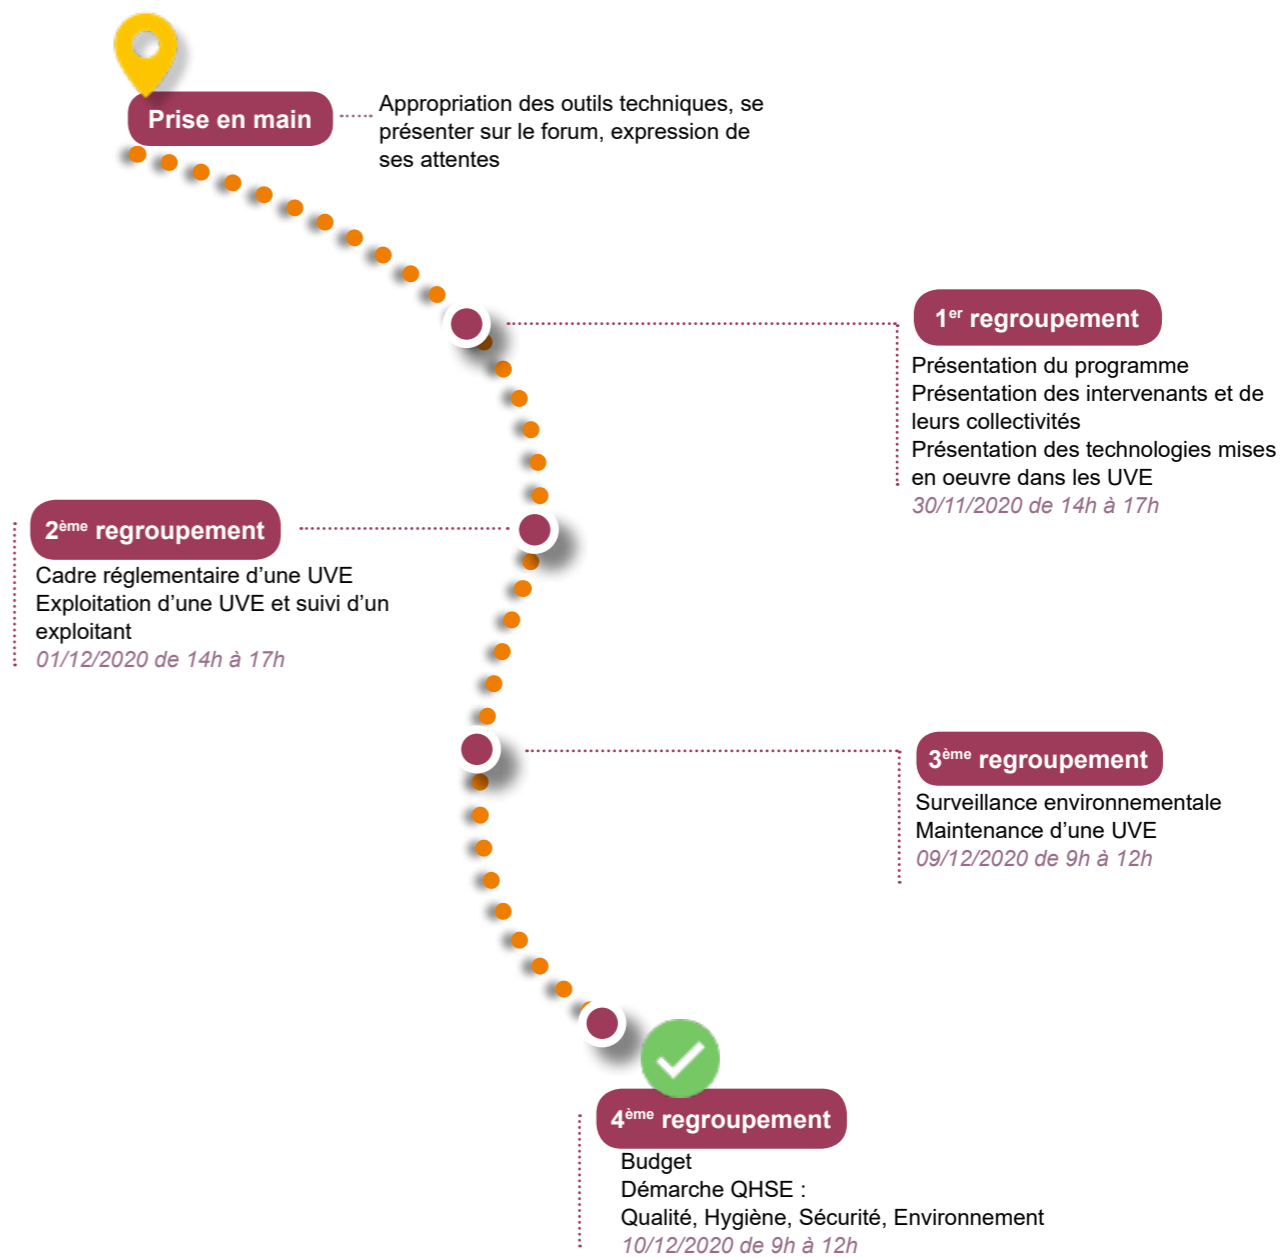 Prise en main
Appropriation des outils techniques, se
présenter sur le forum, expression de
ses attentes
1er regroupement
Présentation du programme
Présentation des intervenants et de
leurs collectivités
Présentation des technologies mises
en oeuvre dans les UVE
30/11/2020 de 14h à 17h
2ème regroupement
Cadre réglementaire d’une UVE
Exploitation d’une UVE et suivi d’un
exploitant
01/12/2020 de 14h à 17h
3ème regroupement
Surveillance environnementale
Maintenance d’une UVE
09/12/2020 de 9h à 12h
4ème regroupement
Budget
Démarche QHSE :
Qualité, Hygiène, Sécurité, Environnement
10/12/2020 de 9h à 12h